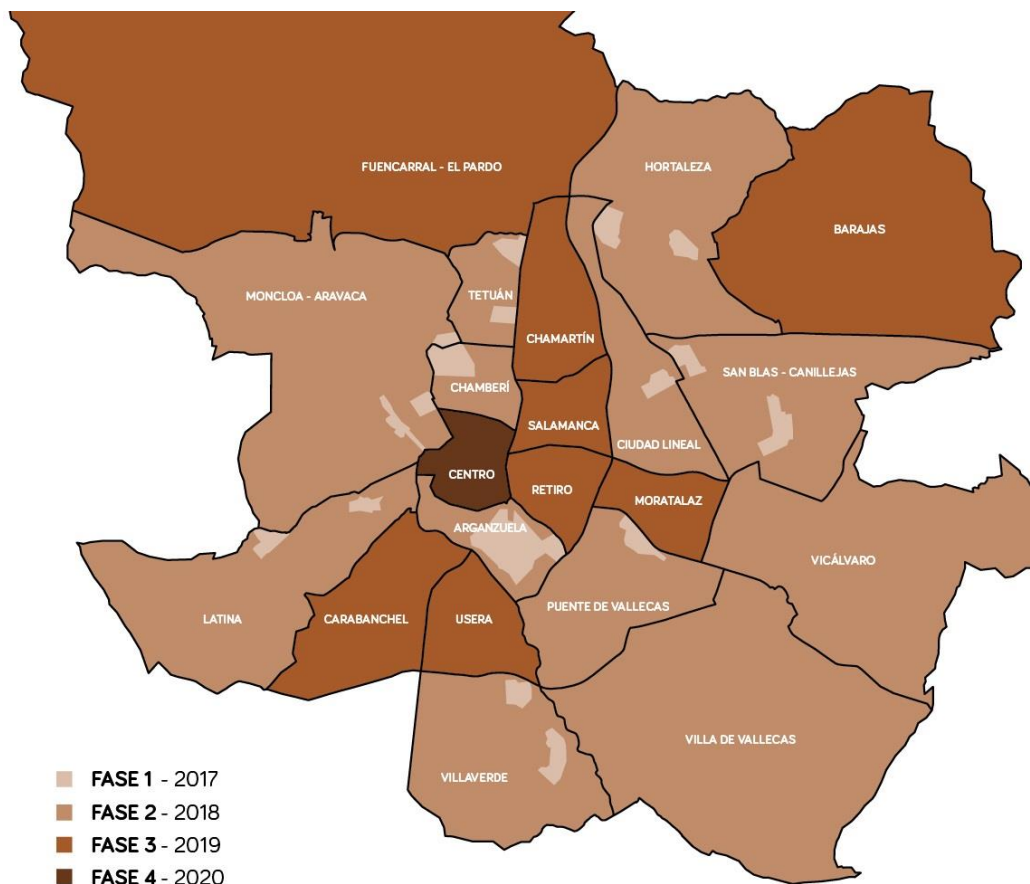 FUENCARRAL - EL PARDO
HORTALEZA
BARAJAS
MONCLOA - ARAVACA
TETUÁN
CHAMARTÍN
CHAMBERÍ
SAN BLAS - CANILLEJAS
SALAMANCA
CIUDAD LINEAL
CENTRO
RETIRO
MORATALAZ
ARGANZUELA
VICÁLVARO
LATINA
CARABANCHEL
USERA
PUENTE DE VALLECAS
VILLA DE VALLECAS
VILLAVERDE
FASE 1 - 2017
FASE 2 - 2018
FASE 3 - 2019
FASE 4 - 2020